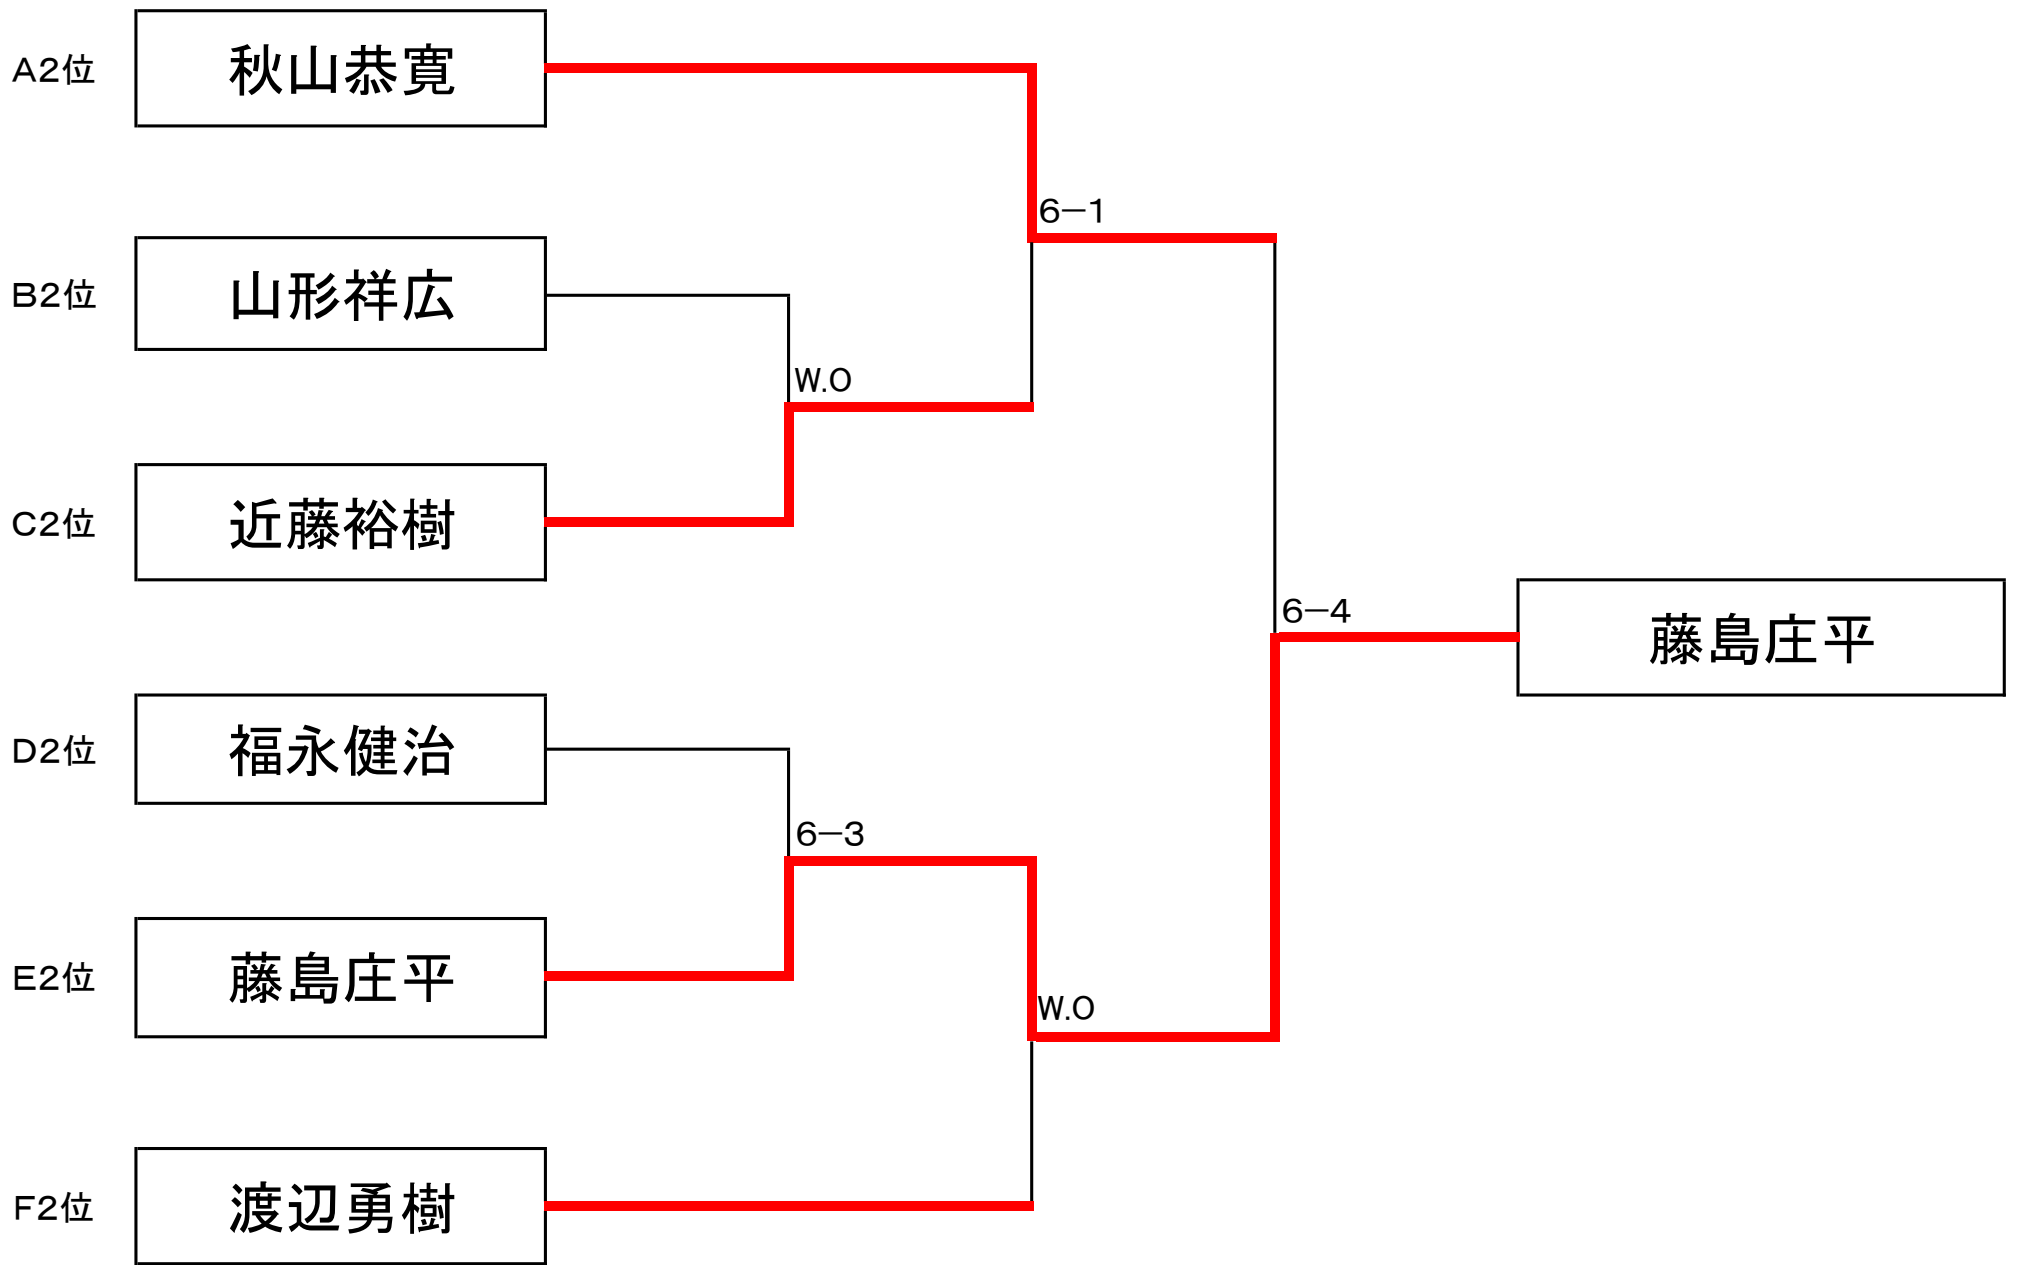 A2位
秋山恭寛
6－1
B2位
山形祥広
W.O
C2位
近藤裕樹
6－4
藤島庄平
D2位
福永健治
6－3
E2位
藤島庄平
W.O
F2位
渡辺勇樹